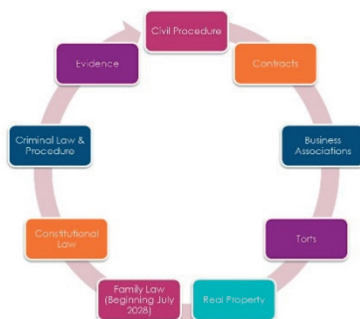 Civil Procedure
Contracts
Business
Associations
Torts
Real Property
Family Law
(Beginning July
2028)
Constitutional
Law
Criminal Law &
Procedure
Evidence